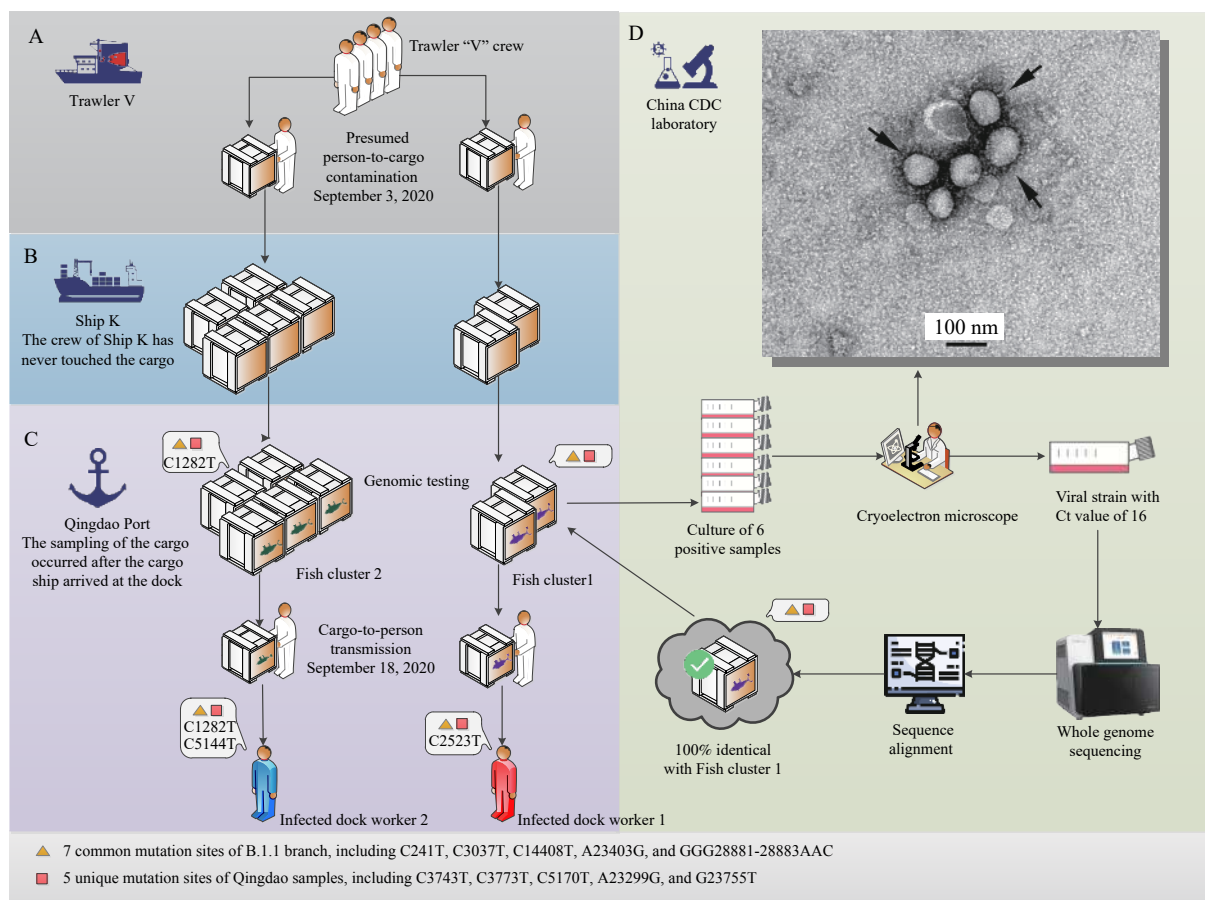 A
Trawler V
Trawler “V” crew
Presumed
person-to-cargo
contamination
September 3, 2020
B
Ship K
The crew of Ship K has
never touched the cargo
C
Qingdao Port
The sampling of the cargo
occurred after the cargo
ship arrived at the dock
C1282T
Genomic testing
Fish cluster 2
Fish cluster1
Cargo-to-person
transmission
September 18, 2020
C1282T
C5144T
C2523T
Infected dock worker 2
Infected dock worker 1
D
China CDC
laboratory
100 nm
Culture of 6
positive samples
Cryoelectron microscope
Viral strain with
Ct value of 16
Whole genome
sequencing
Sequence
alignment
100% identical
with Fish cluster 1
7 common mutation sites of B.1.1 branch, including C241T, C3037T, C14408T, A23403G, and GGG28881-28883AAC
5 unique mutation sites of Qingdao samples, including C3743T, C3773T, C5170T, A23299G, and G23755T